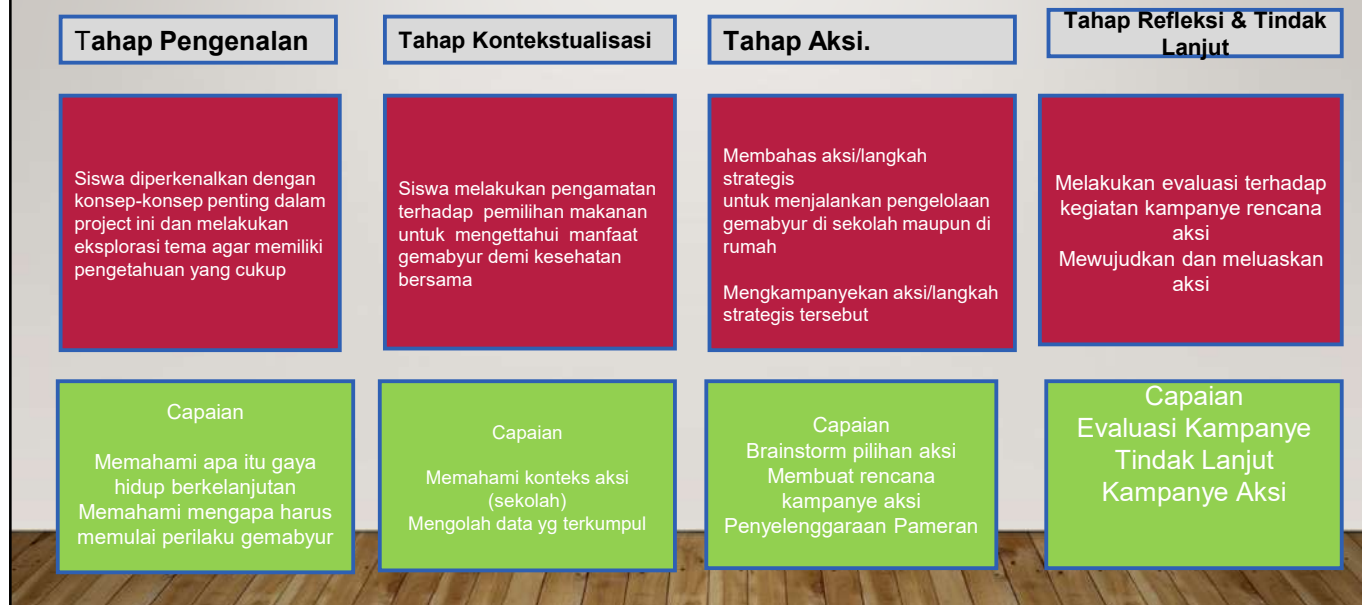 Tahap Pengenalan
Tahap Kontekstualisasi
Tahap Aksi.
Tahap Refleksi & Tindak
Lanjut
Siswa diperkenalkan dengan
konsep-konsep penting dalam
project ini dan melakukan
eksplorasi tema agar memiliki
pengetahuan yang cukup
Siswa melakukan pengamatan
terhadap pemilihan makanan
untuk mengettahui manfaat
gemabyur demi kesehatan
bersama
Membahas aksi/langkah
strategis
untuk menjalankan pengelolaan
gemabyur di sekolah maupun di
rumah
Mengkampanyekan aksi/langkah
strategis tersebut
Melakukan evaluasi terhadap
kegiatan kampanye rencana
aksi
Mewujudkan dan meluaskan
aksi
Capaian
Memahami apa itu gaya
hidup berkelanjutan
Memahami mengapa harus
memulai perilaku gemabyur
Capaian
Memahami konteks aksi
(sekolah)
Mengolah data yg terkumpul
Capaian
Brainstorm pilihan aksi
Membuat rencana
kampanye aksi
Penyelenggaraan Pameran
Capaian
Evaluasi Kampanye
Tindak Lanjut
Kampanye Aksi